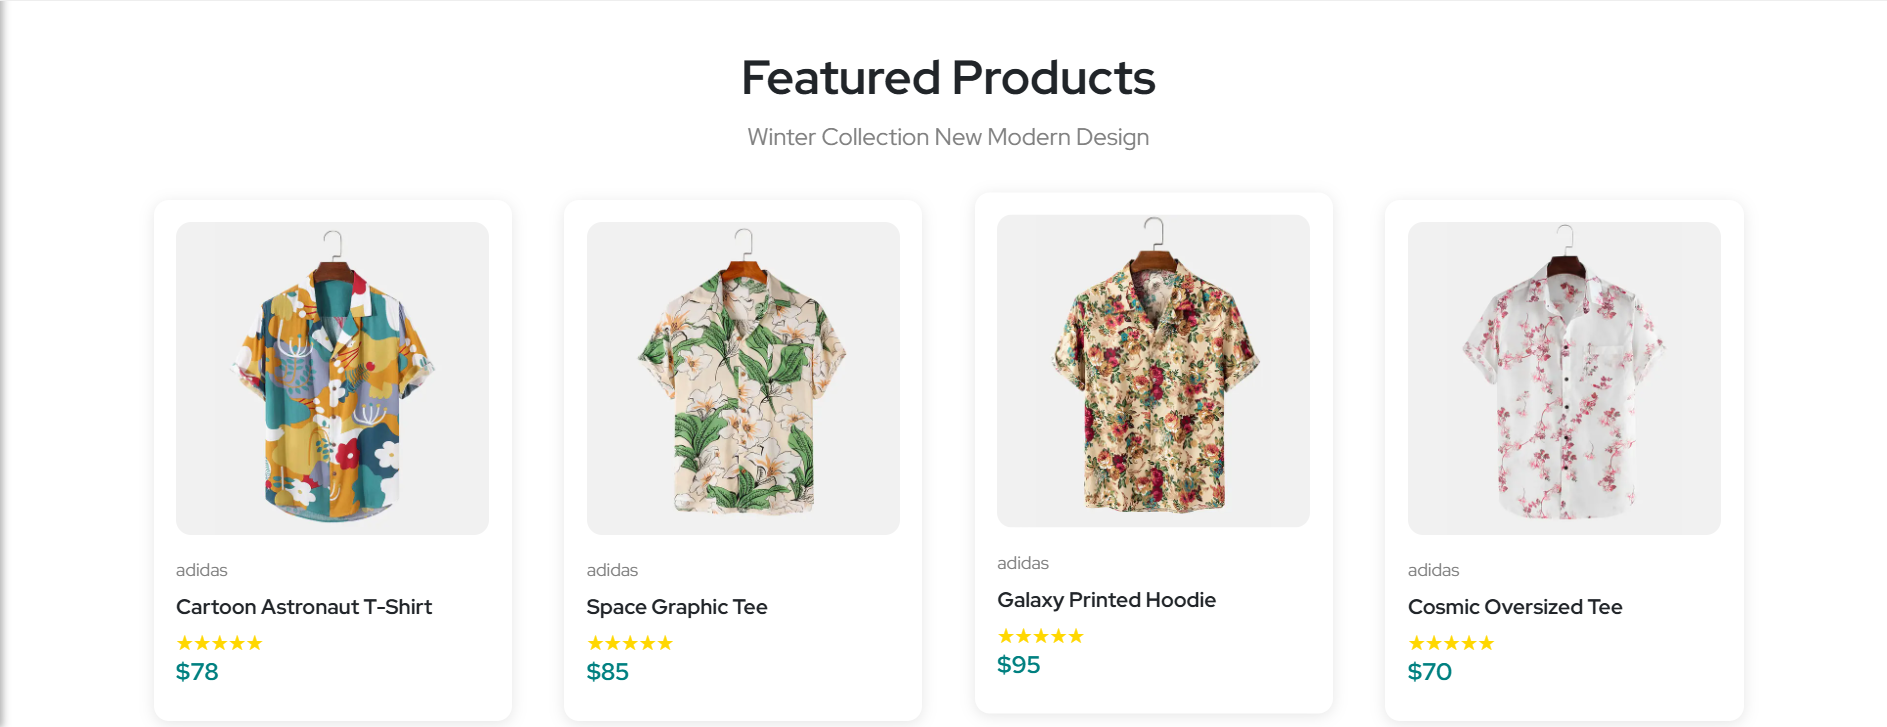 Featured Products
Winter Collection New Modern Design
adidas
Cartoon Astronaut T-Shirt
★★★★★
$78
adidas
Space Graphic Tee
★★★★★
$85
adidas
Galaxy Printed Hoodie
★★★★★
$95
adidas
Cosmic Oversized Tee
★★★★★
$70